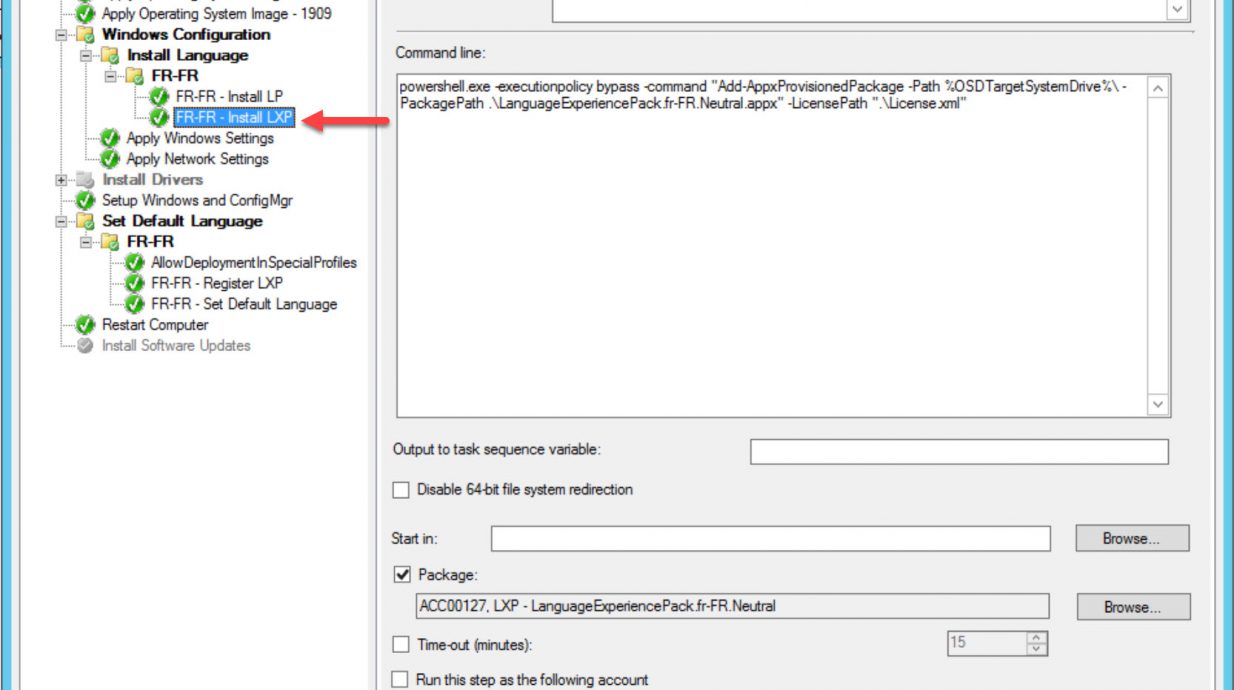 Apply Operating System Image - 1909
Windows Configuration
Install Language
FR-FR
FR-FR - Install LP
FR-FR - Install LXP
Apply Windows Settings
Apply Network Settings
Install Drivers
Setup Windows and ConfigMgr
Set Default Language
FR-FR
AllowDeploymentInSpecialProfiles
FR-FR - Register LXP
FR-FR - Set Default Language
Restart Computer
Install Software Updates
Command line:
powershell.exe -executionpolicy bypass -command "Add-AppxProvisionedPackage -Path %OSDTargetSystemDrive%\ -
PackagePath .\LanguageExperiencePack.fr-FR.Neutral.appx" -LicensePath ".\License.xml"
Output to task sequence variable:
Disable 64-bit file system redirection
Start in:
Browse...
Package:
ACC00127, LXP - LanguageExperiencePack.fr-FR.Neutral
Browse...
Time-out (minutes):
15
Run this step as the following account